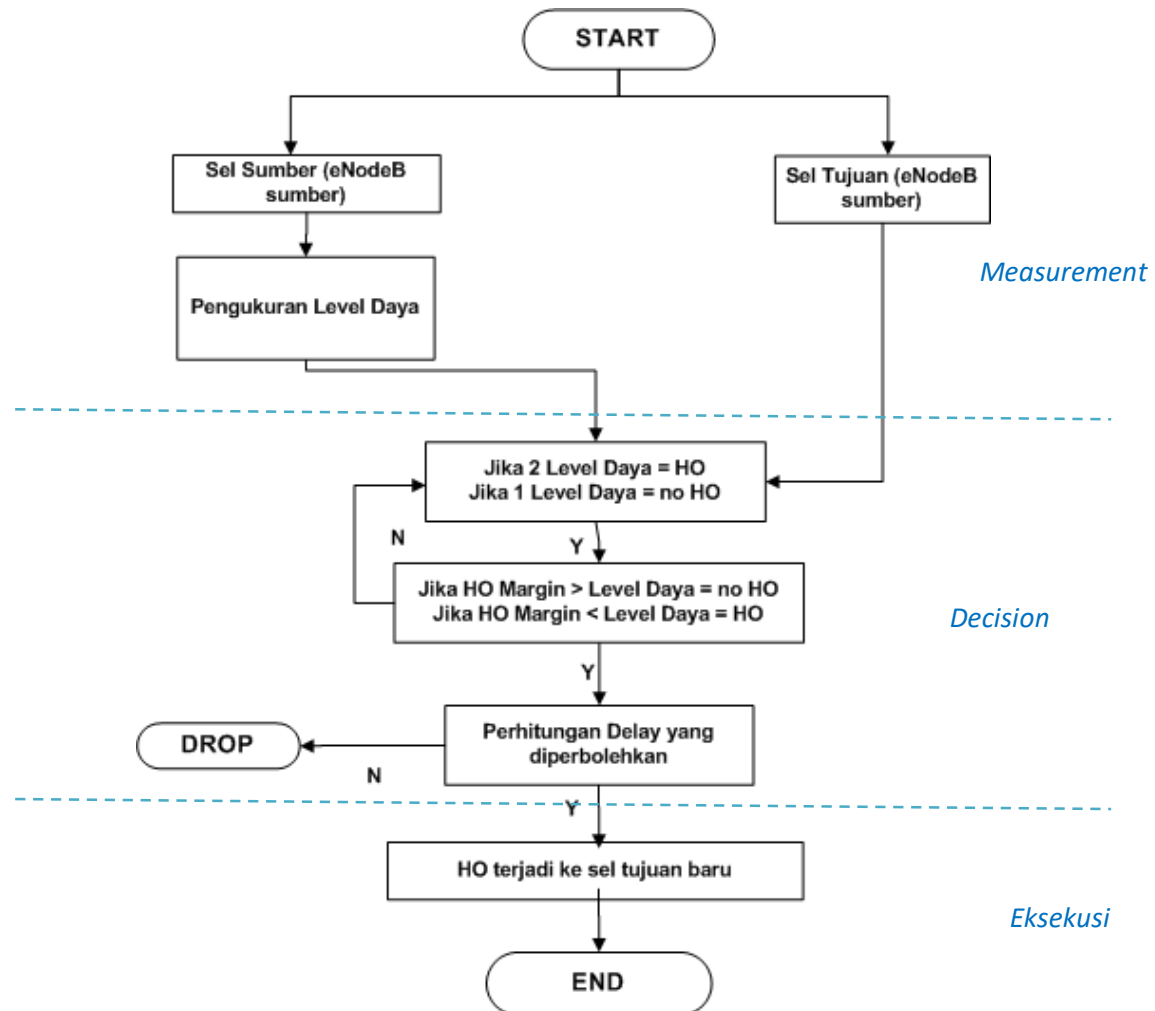 START
Sel Sumber (eNodeB
sumber)
Sel Tujuan (eNodeB
sumber)
Pengukuran Level Daya
Measurement
Jika 2 Level Daya = HO
Jika 1 Level Daya = no HO
N
Y
Jika HO Margin > Level Daya = no HO
Jika HO Margin < Level Daya = HO
Decision
Y
Perhitungan Delay yang
diperbolehkan
DROP
N
Y
HO terjadi ke sel tujuan baru
Eksekusi
END